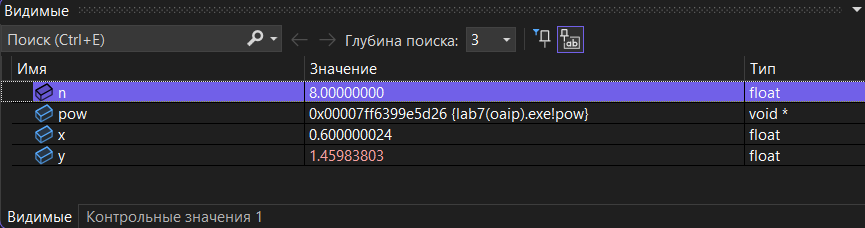 Видимые
Поиск (Ctrl+E) Глубина поиска: 3
Имя Значение Тип
n 8.00000000 float
pow 0x00007ff6399e5d26 {lab7(oaip).exe!pow} void *
x 0.600000024 float
y 1.45983803 float
Видимые Контрольные значения 1